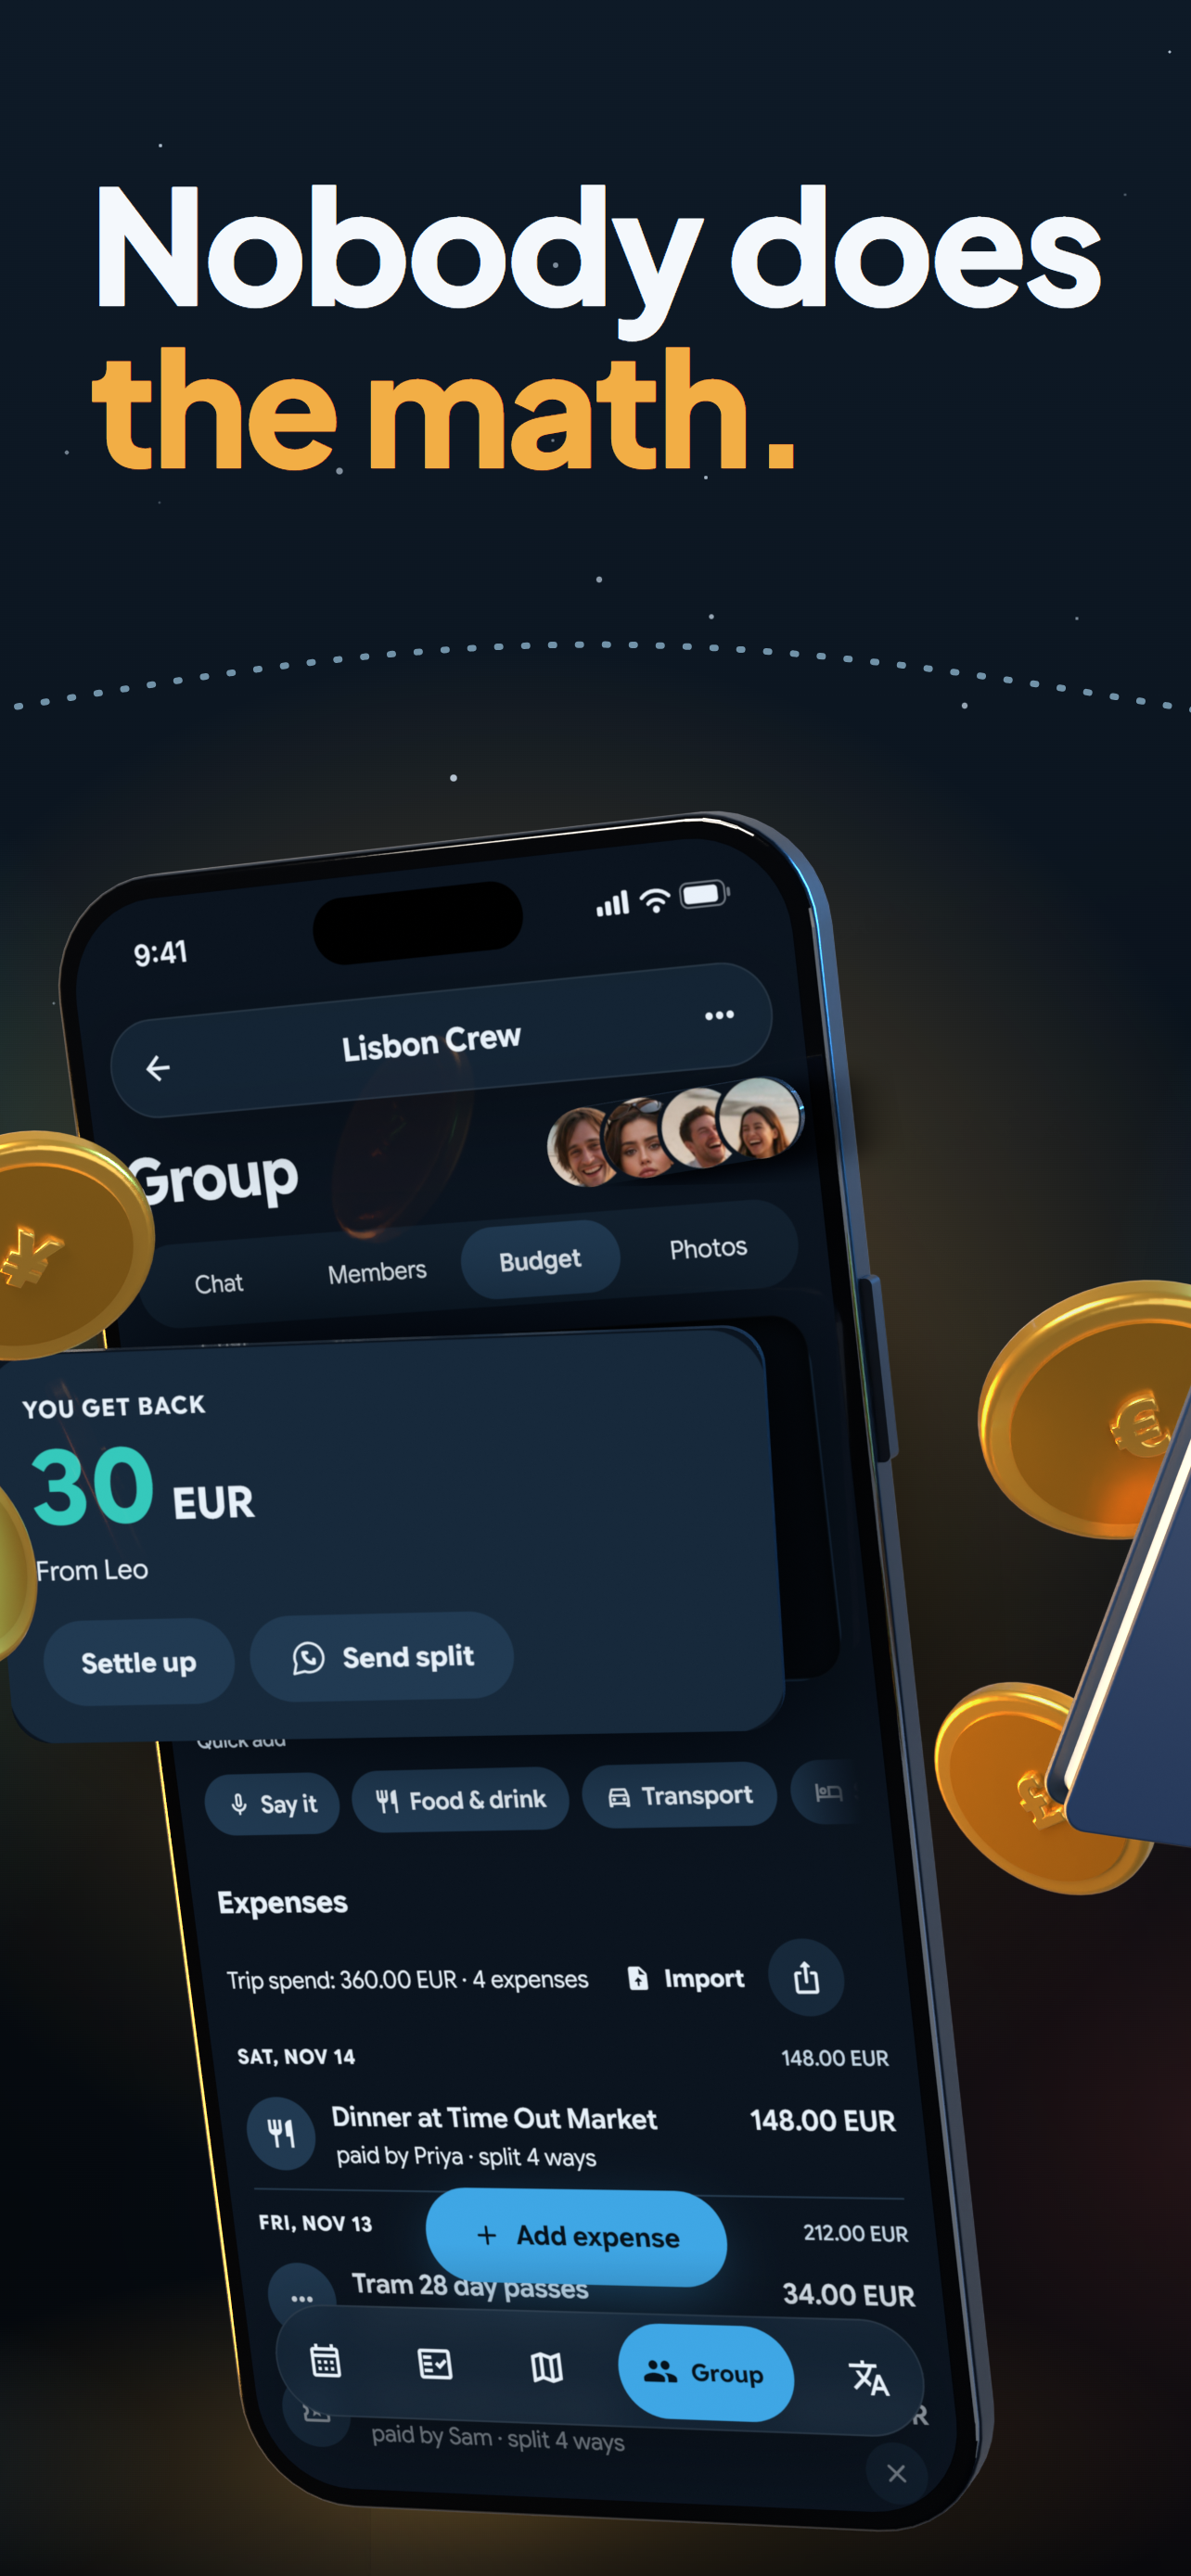 Nobody does
the math.
9:41
Lisbon Crew
Group
Chat Members Budget Photos
YOU GET BACK
30 EUR
From Leo
Settle up Send split
Quick add
Say it Food & drink Transport
Expenses
Trip spend: 360.00 EUR · 4 expenses Import
SAT, NOV 14 148.00 EUR
Dinner at Time Out Market 148.00 EUR
paid by Priya · split 4 ways
Add expense
FRI, NOV 13 212.00 EUR
Tram 28 day passes 34.00 EUR
Group
paid by Sam · split 4 ways